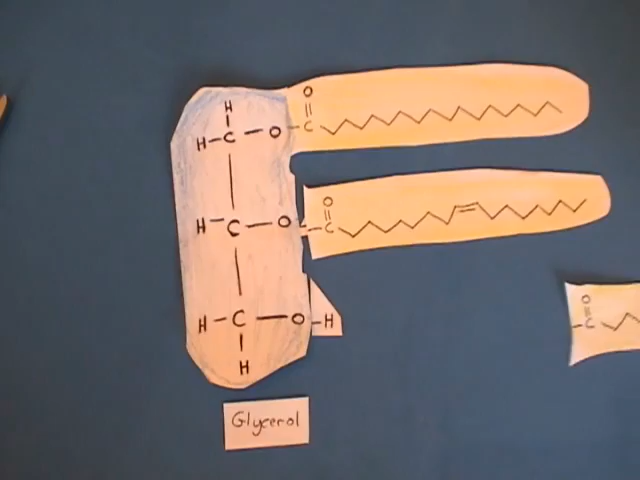 H O
H-C-O-C
O
H-C-O-C
O
H-C-O-H C
H
Glycerol